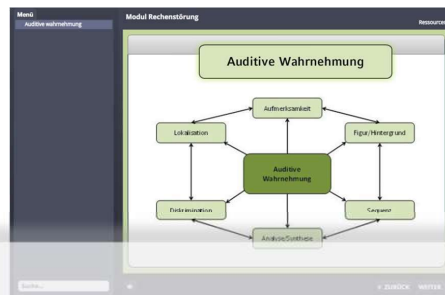 Menü
Auditive wahrnehmung
Modul Rechenstörung
Ressourcen
Auditive Wahrnehmung
Aufmerksamkeit
Lokalisation
Figur/Hintergrund
Auditive
Wahrnehmung
Diskrimination
Sequenz
Analyse/Synthese
Suche...
< ZURÜCK
WEITER